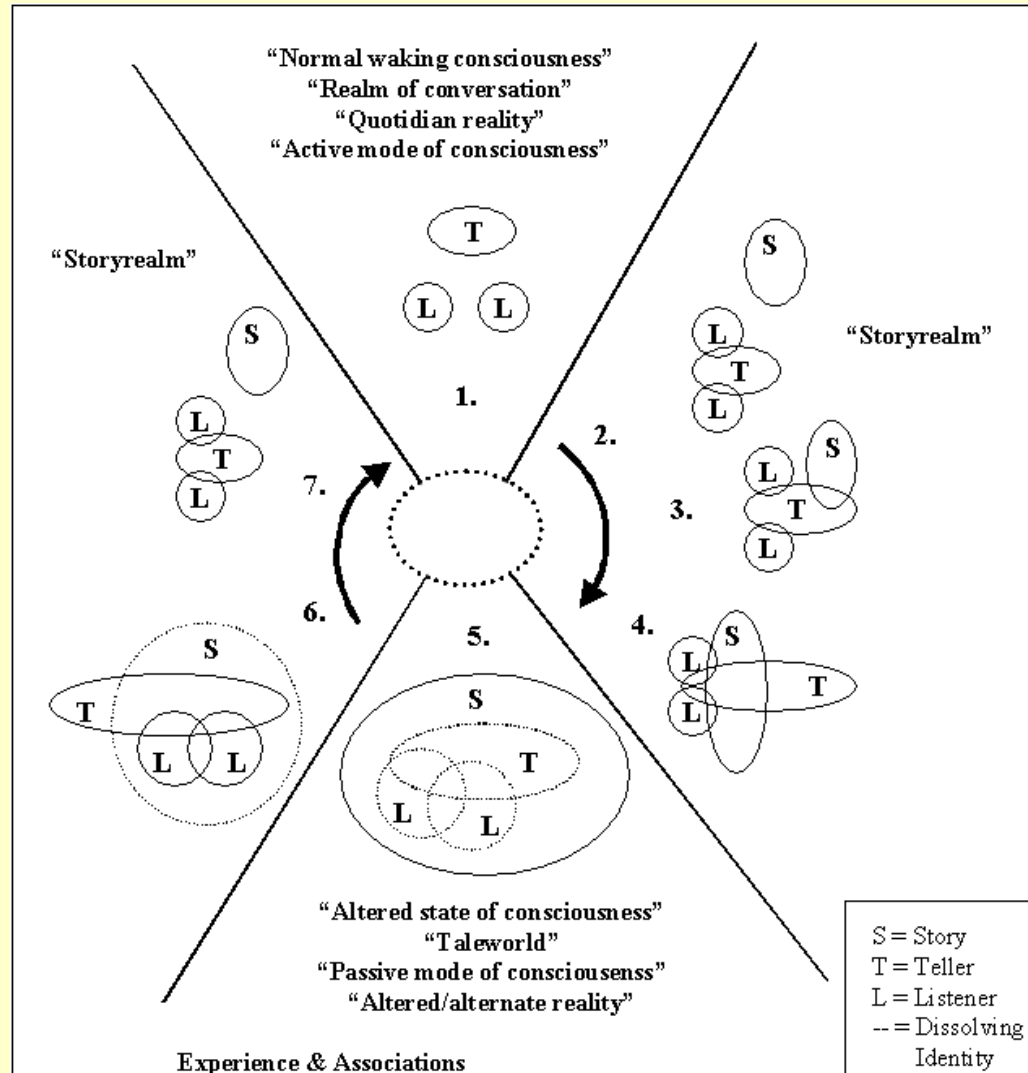 “Normal waking consciousness”
“Realm of conversation”
“Quotidian reality”
“Active mode of consciousness”
T
L L
1.
“Storyrealm”
S
L
T
L
7.
“Storyrealm”
S
L
T
L
2.
S
L
T
L
3.
4.
S
L
T
L
5.
S
T
L
L
6.
S
T
L L
“Altered state of consciousness”
“Taleworld”
“Passive mode of consciousenss”
“Altered/alternate reality”
Experience & Associations
S = Story
T = Teller
L = Listener
-- = Dissolving
Identity